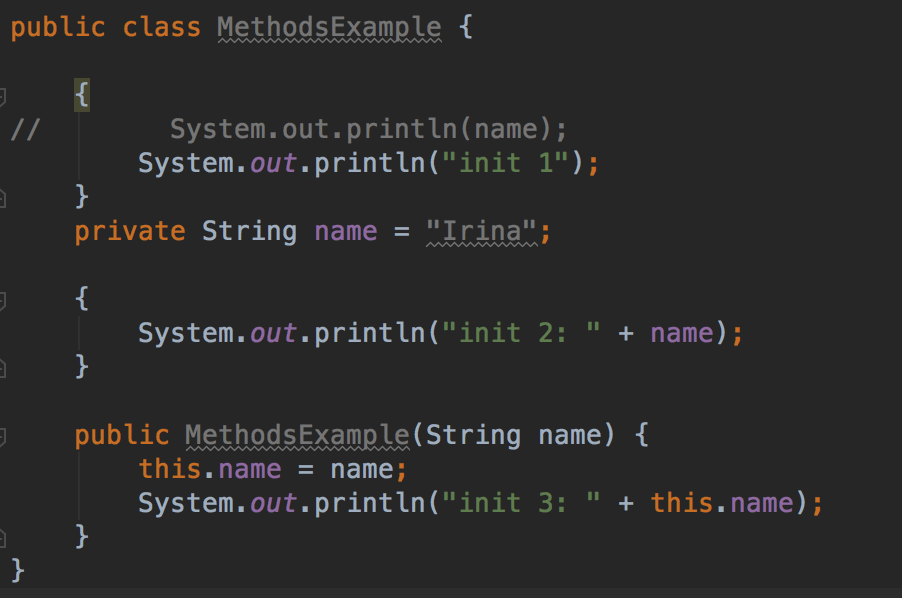 public class MethodsExample {
{
// System.out.println(name);
System.out.println("init 1");
}
private String name = "Irina";
{
System.out.println("init 2: " + name);
}
public MethodsExample(String name) {
this.name = name;
System.out.println("init 3: " + this.name);
}
}